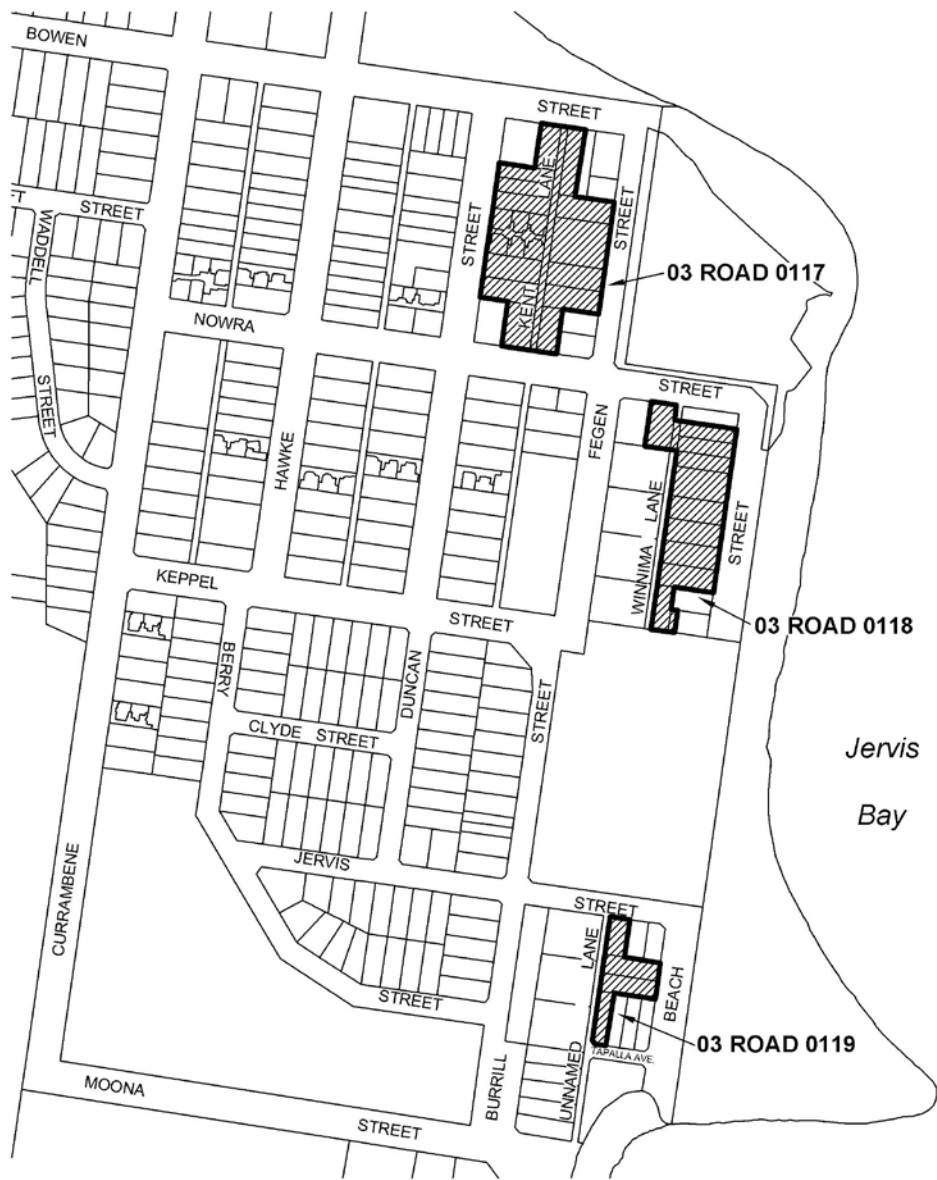 BOWEN
STREET
FT
STREET
WADDELL
STREET
STREET
STREET
LANE
KENT
03 ROAD 0117
NOWRA
STREET
HAWKE
FEGEN
LANE
WINNIMA
STREET
03 ROAD 0118
KEPPEL
STREET
BERRY
DUNCAN
STREET
CLYDE STREET
Jervis
Bay
JERVIS
STREET
CURRAMBENE
LANE
BEACH
STREET
03 ROAD 0119
TAPALLA AVE.
UNNAMED
BURRILL
MOONA
STREET